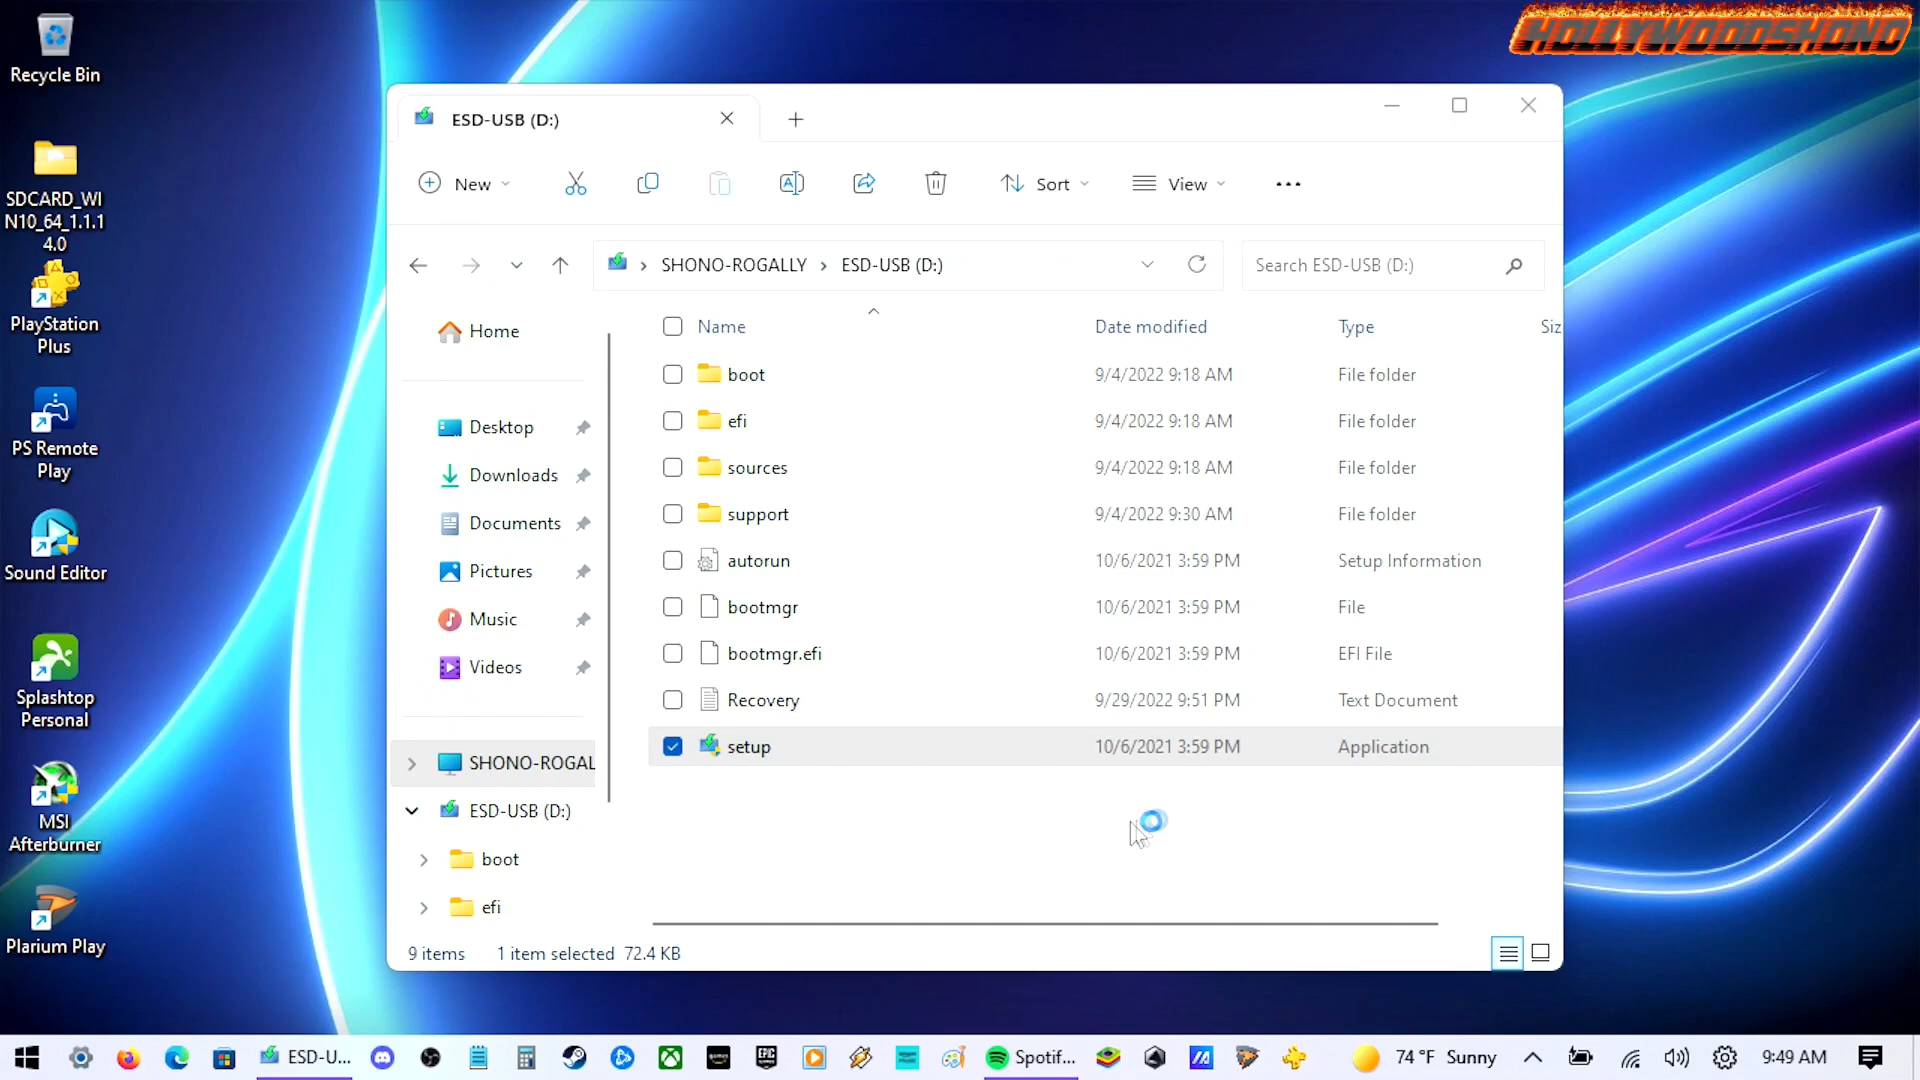 HOLLYWOODSHONO
Recycle Bin
SDCARD_WI
N10_64_1.1.1
4.0
PlayStation
Plus
PS Remote
Play
Sound Editor
Splashtop
Personal
MSI
Afterburner
Plarium Play
ESD-USB (D:)
New
Sort
View
SHONO-ROGALLY
ESD-USB (D:)
Search ESD-USB (D:)
Home
Desktop
Downloads
Documents
Pictures
Music
Videos
SHONO-ROGAL
ESD-USB (D:)
boot
efi
Name Date modified Type Siz
boot 9/4/2022 9:18 AM File folder
efi 9/4/2022 9:18 AM File folder
sources 9/4/2022 9:18 AM File folder
support 9/4/2022 9:30 AM File folder
autorun 10/6/2021 3:59 PM Setup Information
bootmgr 10/6/2021 3:59 PM File
bootmgr.efi 10/6/2021 3:59 PM EFI File
Recovery 9/29/2022 9:51 PM Text Document
setup 10/6/2021 3:59 PM Application
9 items 1 item selected 72.4 KB
ESD-U... EPIC Spotif... 74°F Sunny 9:49 AM